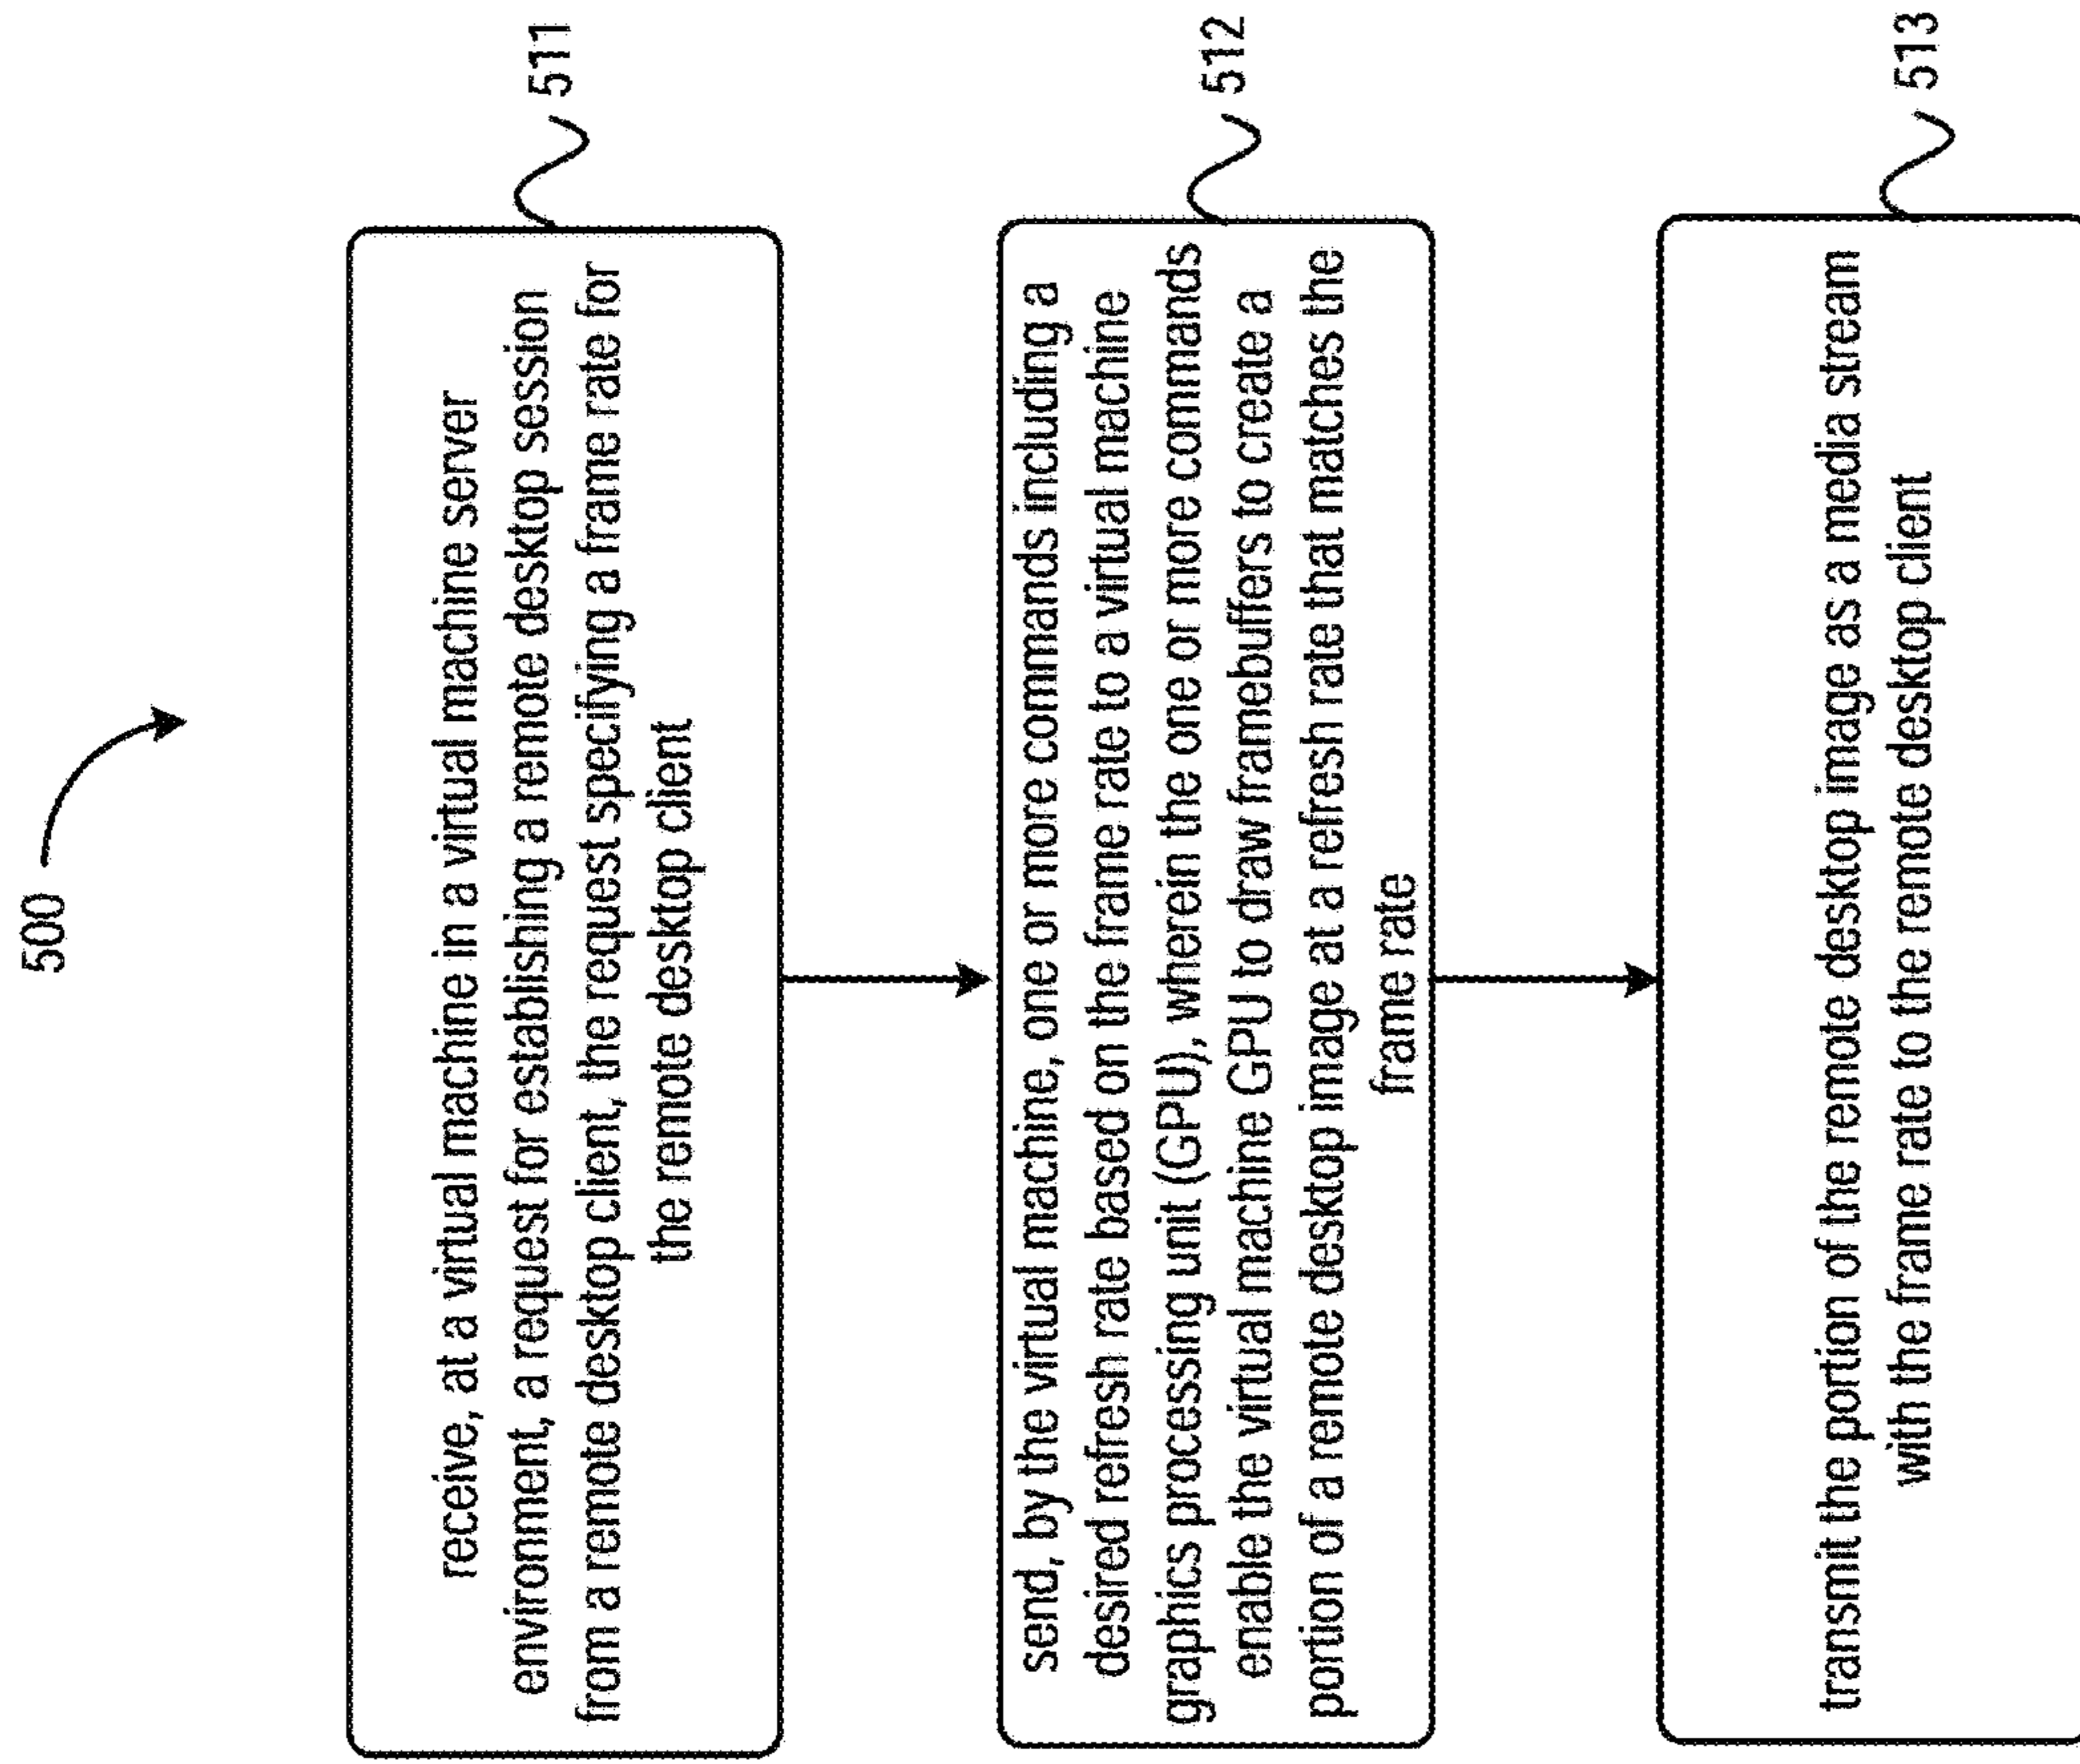 500
receive, at a virtual machine in a virtual machine server
environment, a request for establishing a remote desktop session
from a remote desktop client, the request specifying a frame rate for
the remote desktop client
511
send, by the virtual machine, one or more commands including a
desired refresh rate based on the frame rate to a virtual machine
graphics processing unit (GPU), wherein the one or more commands
enable the virtual machine GPU to draw framebuffers to create a
portion of a remote desktop image at a refresh rate that matches the
frame rate
512
transmit the portion of the remote desktop image as a media stream
with the frame rate to the remote desktop client
513